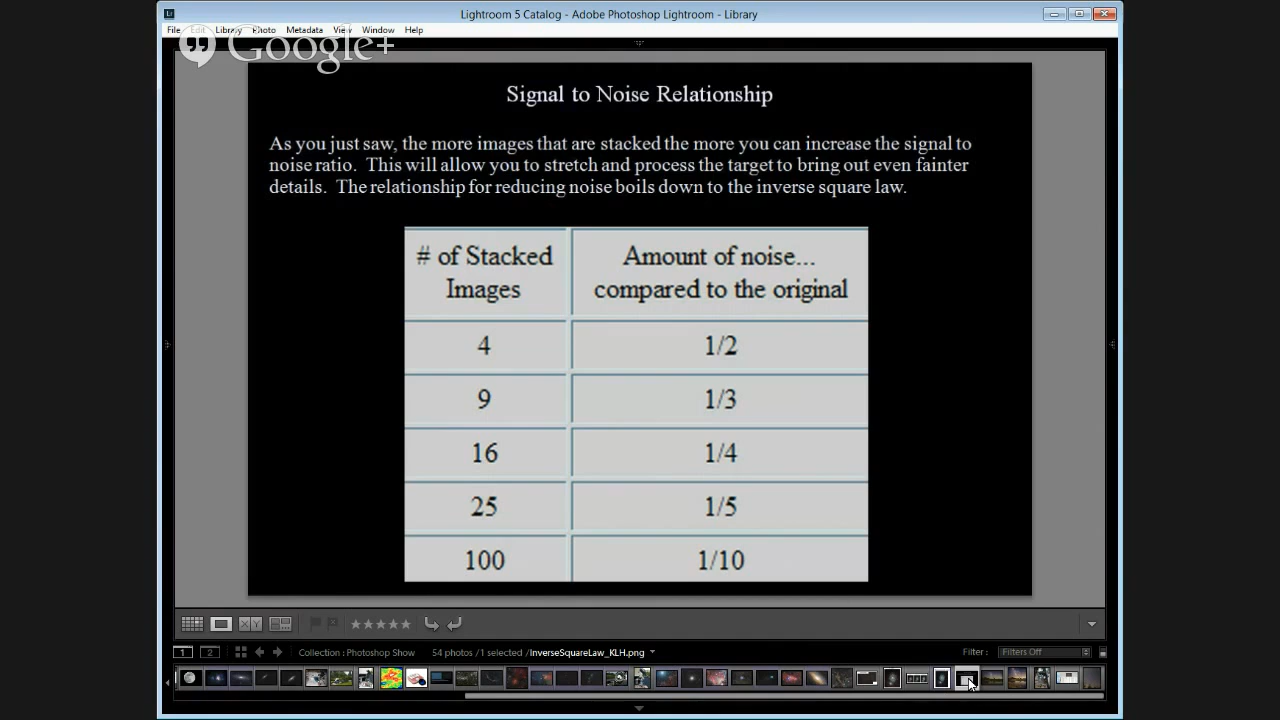 Lightroom 5 Catalog - Adobe Photoshop Lightroom - Library
File Edit Library Photo Metadata View Window Help
Google+
Signal to Noise Relationship
As you just saw, the more images that are stacked the more you can increase the signal to
noise ratio. This will allow you to stretch and process the target to bring out even fainter
details. The relationship for reducing noise boils down to the inverse square law.
# of Stacked Amount of noise...
Images compared to the original
4 1/2
9 1/3
16 1/4
25 1/5
100 1/10
XY
1 2 Collection : Photoshop Show 54 photos / 1 selected / InverseSquareLaw_KLH.png Filter : Filters Off